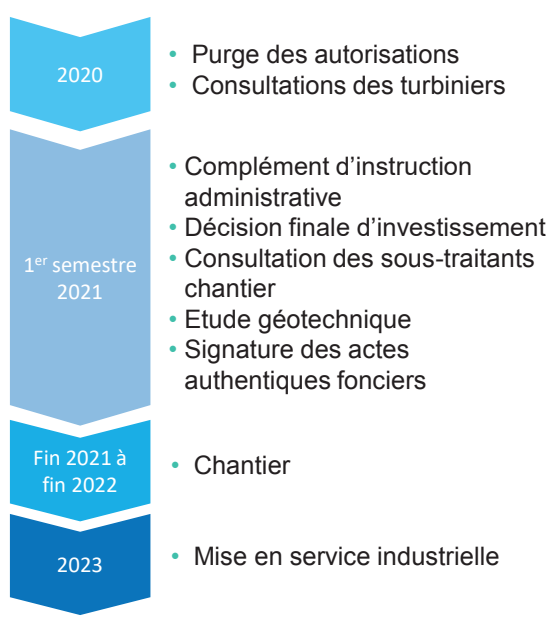 2020
• Purge des autorisations
• Consultations des turbiniers
1er semestre
2021
• Complément d'instruction
administrative
• Décision finale d'investissement
• Consultation des sous-traitants
chantier
• Etude géotechnique
• Signature des actes
authentiques fonciers
Fin 2021 à
fin 2022
• Chantier
2023
• Mise en service industrielle